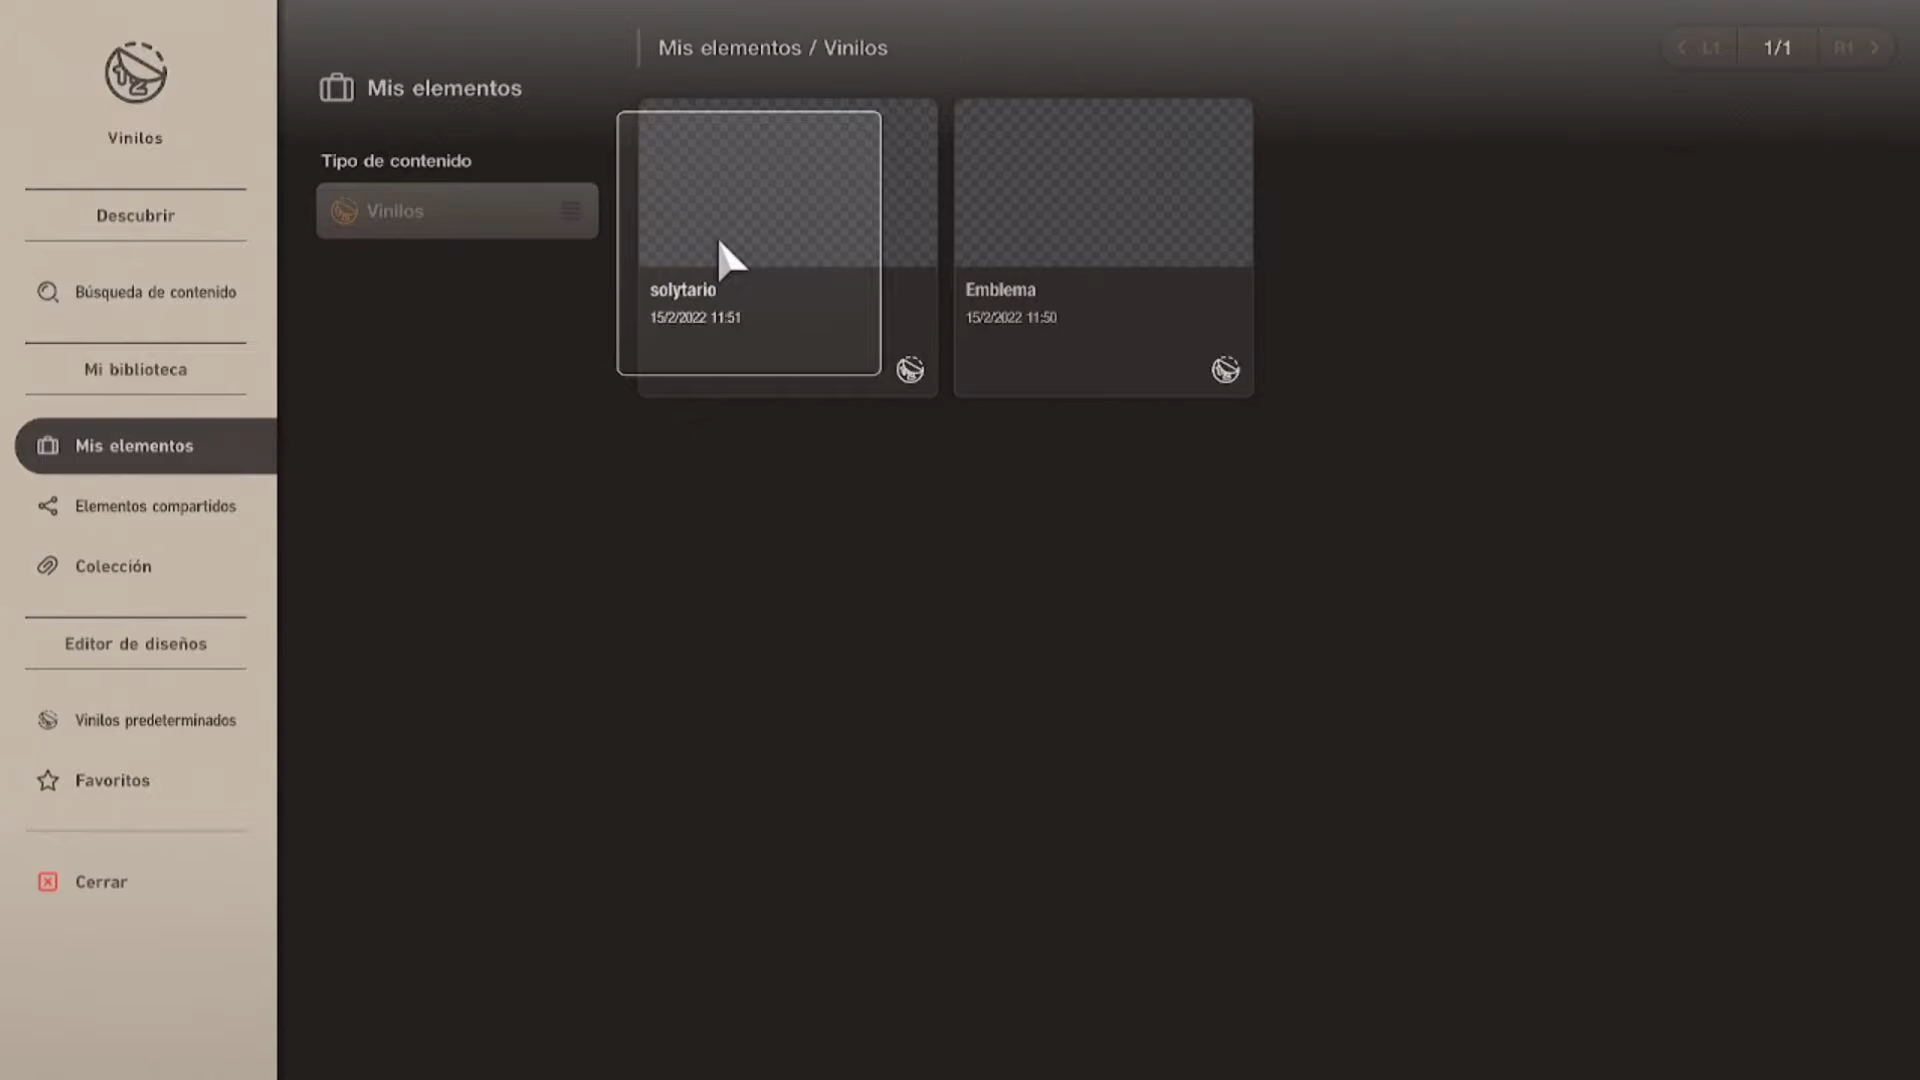 Vinilos
Descubrir
Búsqueda de contenido
Mi biblioteca
Mis elementos
Elementos compartidos
Colección
Editor de diseños
Vinilos predeterminados
Favoritos
Cerrar
Mis elementos
Tipo de contenido
Vinilos
Mis elementos / Vinilos
L1
1/1
R1
solytario
15/2/2022 11:51
Emblema
15/2/2022 11:50